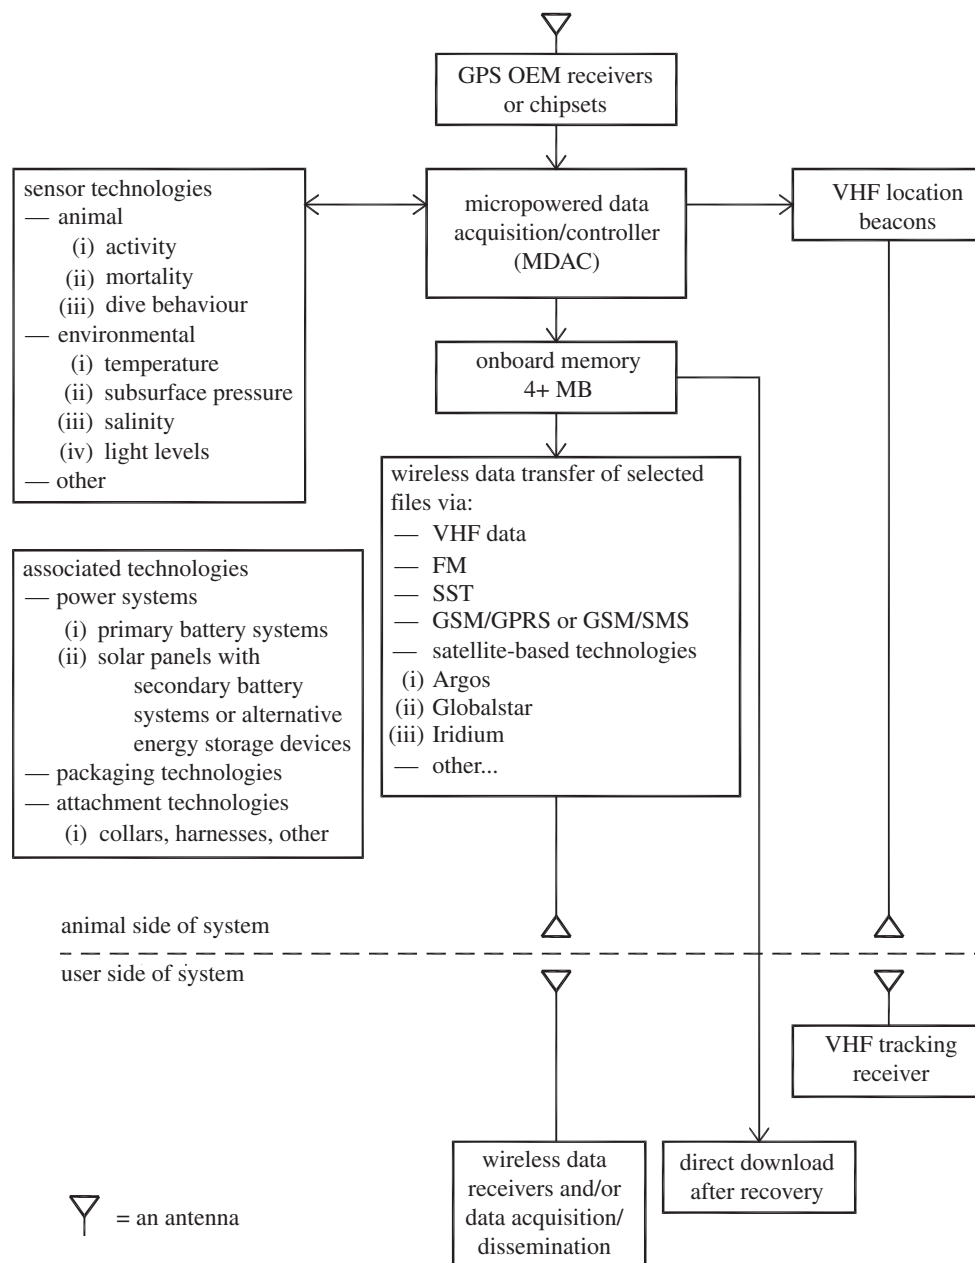 GPS OEM receivers
or chipsets
sensor technologies
— animal
(i) activity
(ii) mortality
(iii) dive behaviour
— environmental
(i) temperature
(ii) subsurface pressure
(iii) salinity
(iv) light levels
— other
micropowered data
acquisition/controller
(MDAC)
VHF location
beacons
onboard memory
4+ MB
wireless data transfer of selected
files via:
— VHF data
— FM
— SST
— GSM/GPRS or GSM/SMS
— satellite-based technologies
(i) Argos
(ii) Globalstar
(iii) Iridium
— other...
associated technologies
— power systems
(i) primary battery systems
(ii) solar panels with
secondary battery
systems or alternative
energy storage devices
— packaging technologies
— attachment technologies
(i) collars, harnesses, other
animal side of system
user side of system
VHF tracking
receiver
wireless data
receivers and/or
data acquisition/
dissemination
direct download
after recovery
= an antenna